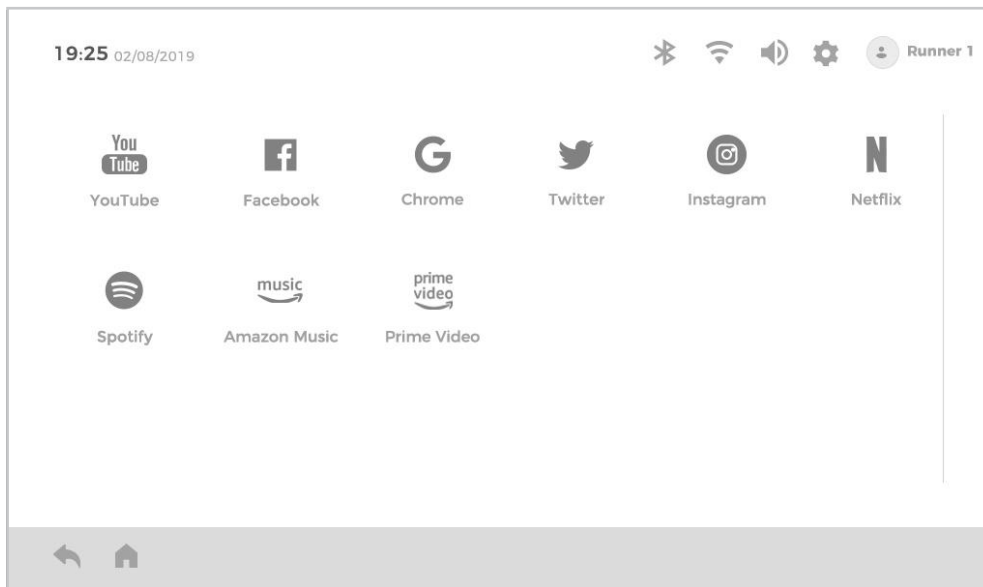 19:25 02/08/2019 Runner 1
You
Tube
YouTube Facebook Chrome Twitter Instagram Netflix
music prime
video
Spotify Amazon Music Prime Video